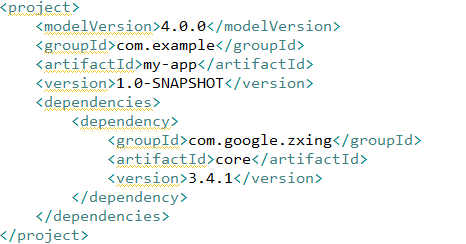 <project>
    <modelVersion>4.0.0</modelVersion>
    <groupId>com.example</groupId>
    <artifactId>my-app</artifactId>
    <version>1.0-SNAPSHOT</version>
    <dependencies>
        <dependency>
            <groupId>com.google.zxing</groupId>
            <artifactId>core</artifactId>
            <version>3.4.1</version>
        </dependency>
    </dependencies>
</project>